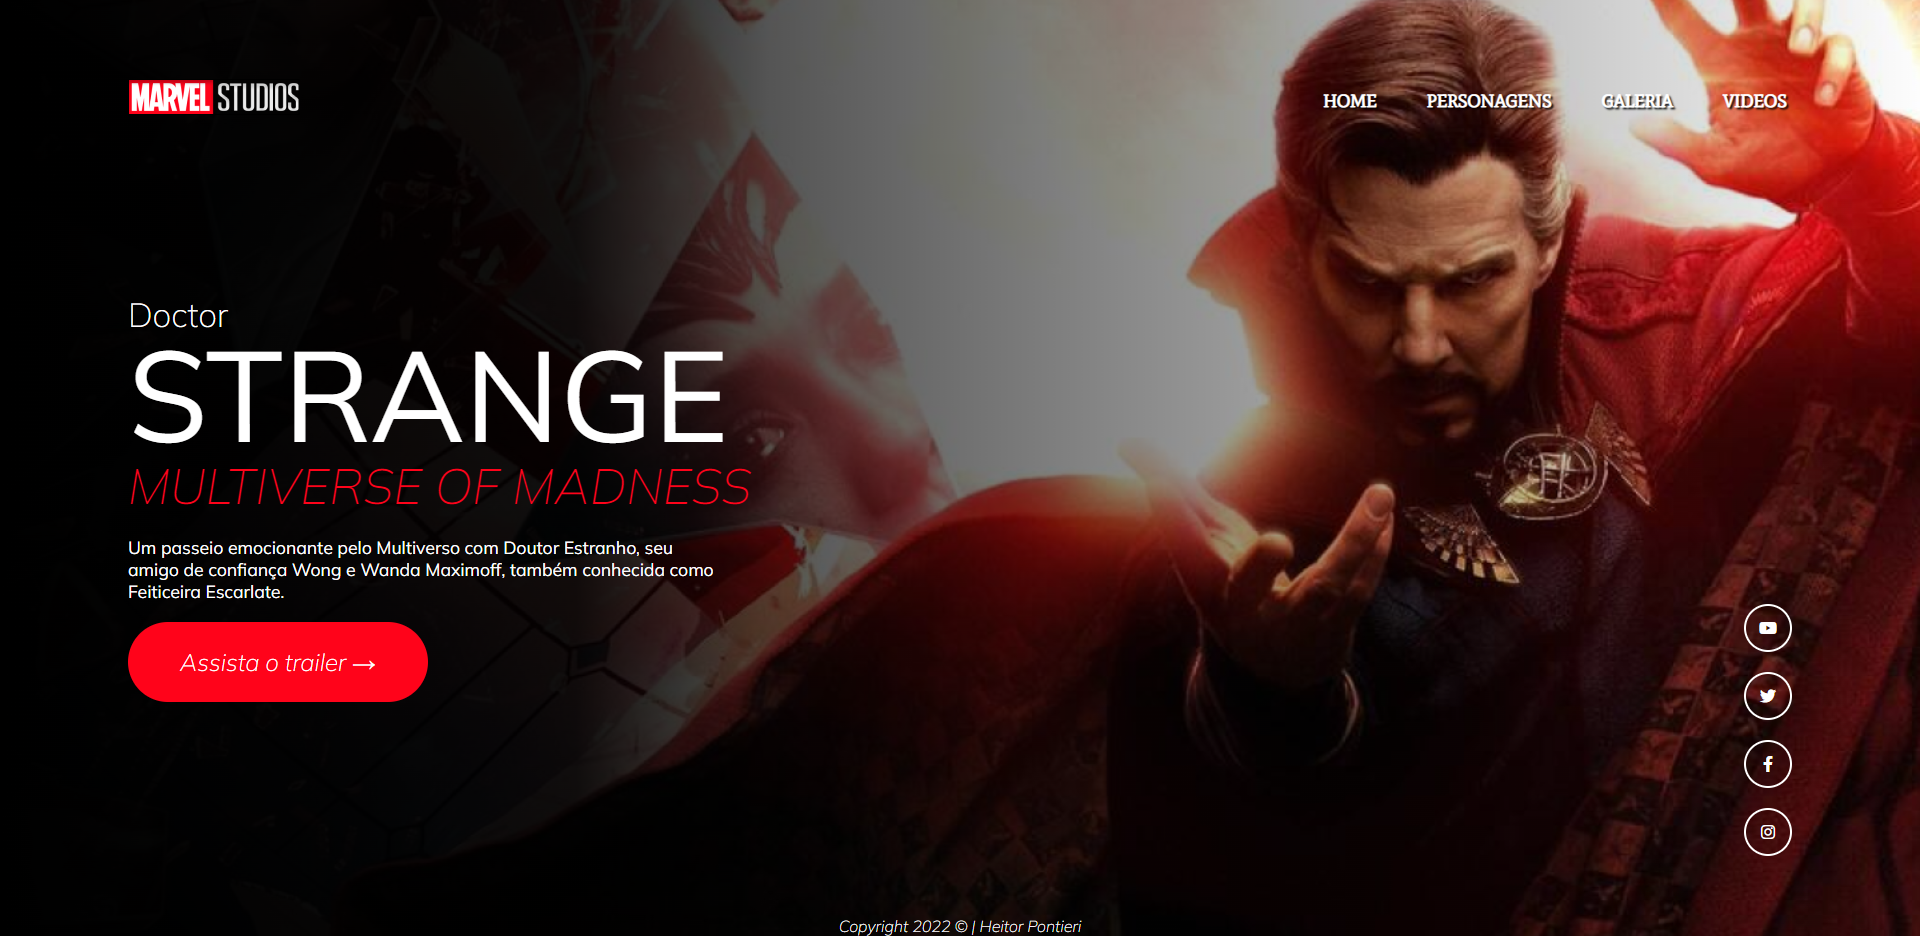 MARVEL STUDIOS
HOME PERSONAGENS GALERIA VIDEOS
Doctor
STRANGE
MULTIVERSE OF MADNESS
Um passeio emocionante pelo Multiverso com Doutor Estranho, seu
amigo de confiança Wong e Wanda Maximoff, também conhecida como
Feiticeira Escarlate.
Assista o trailer →
Copyright 2022 © | Heitor Pontieri